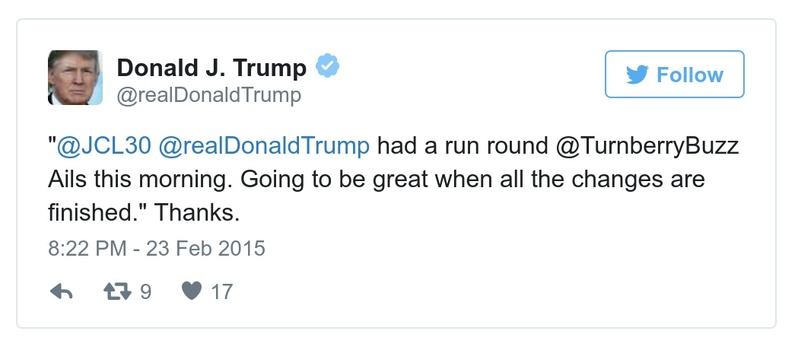 Donald J. Trump
@realDonaldTrump
Follow
"@JCL30 @realDonaldTrump had a run round @TurnberryBuzz
Ails this morning. Going to be great when all the changes are
finished." Thanks.
8:22 PM - 23 Feb 2015
9 17